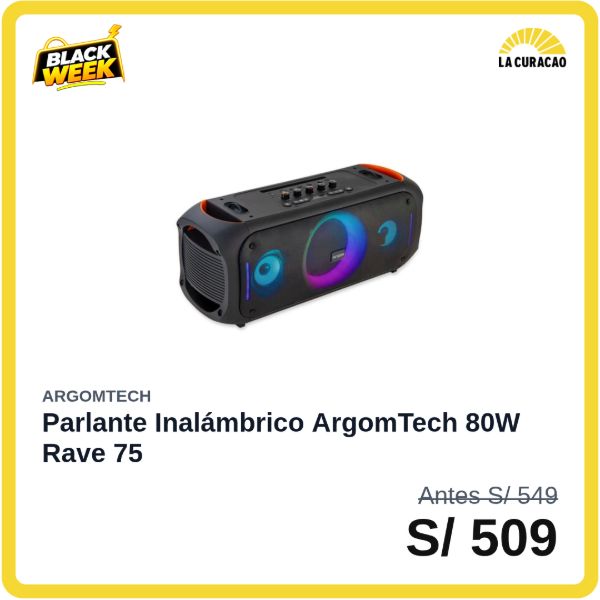 BLACK
WEEK
LA CURACAO
ARGOMTECH
Parlante Inalámbrico ArgomTech 80W
Rave 75
Antes S/ 549
S/ 509